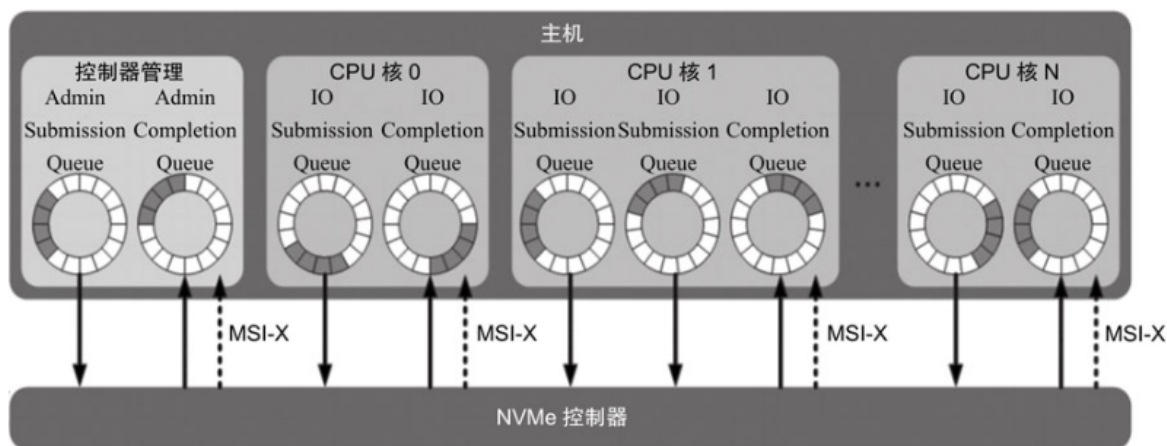 主机
控制器管理
Admin Admin
Submission Completion
Queue Queue
CPU 核 0
IO IO
Submission Completion
Queue Queue
CPU 核 1
IO IO IO
Submission Submission Completion
Queue Queue Queue
...
CPU 核 N
IO IO
Submission Completion
Queue Queue
MSI-X
MSI-X
MSI-X
MSI-X
NVMe 控制器